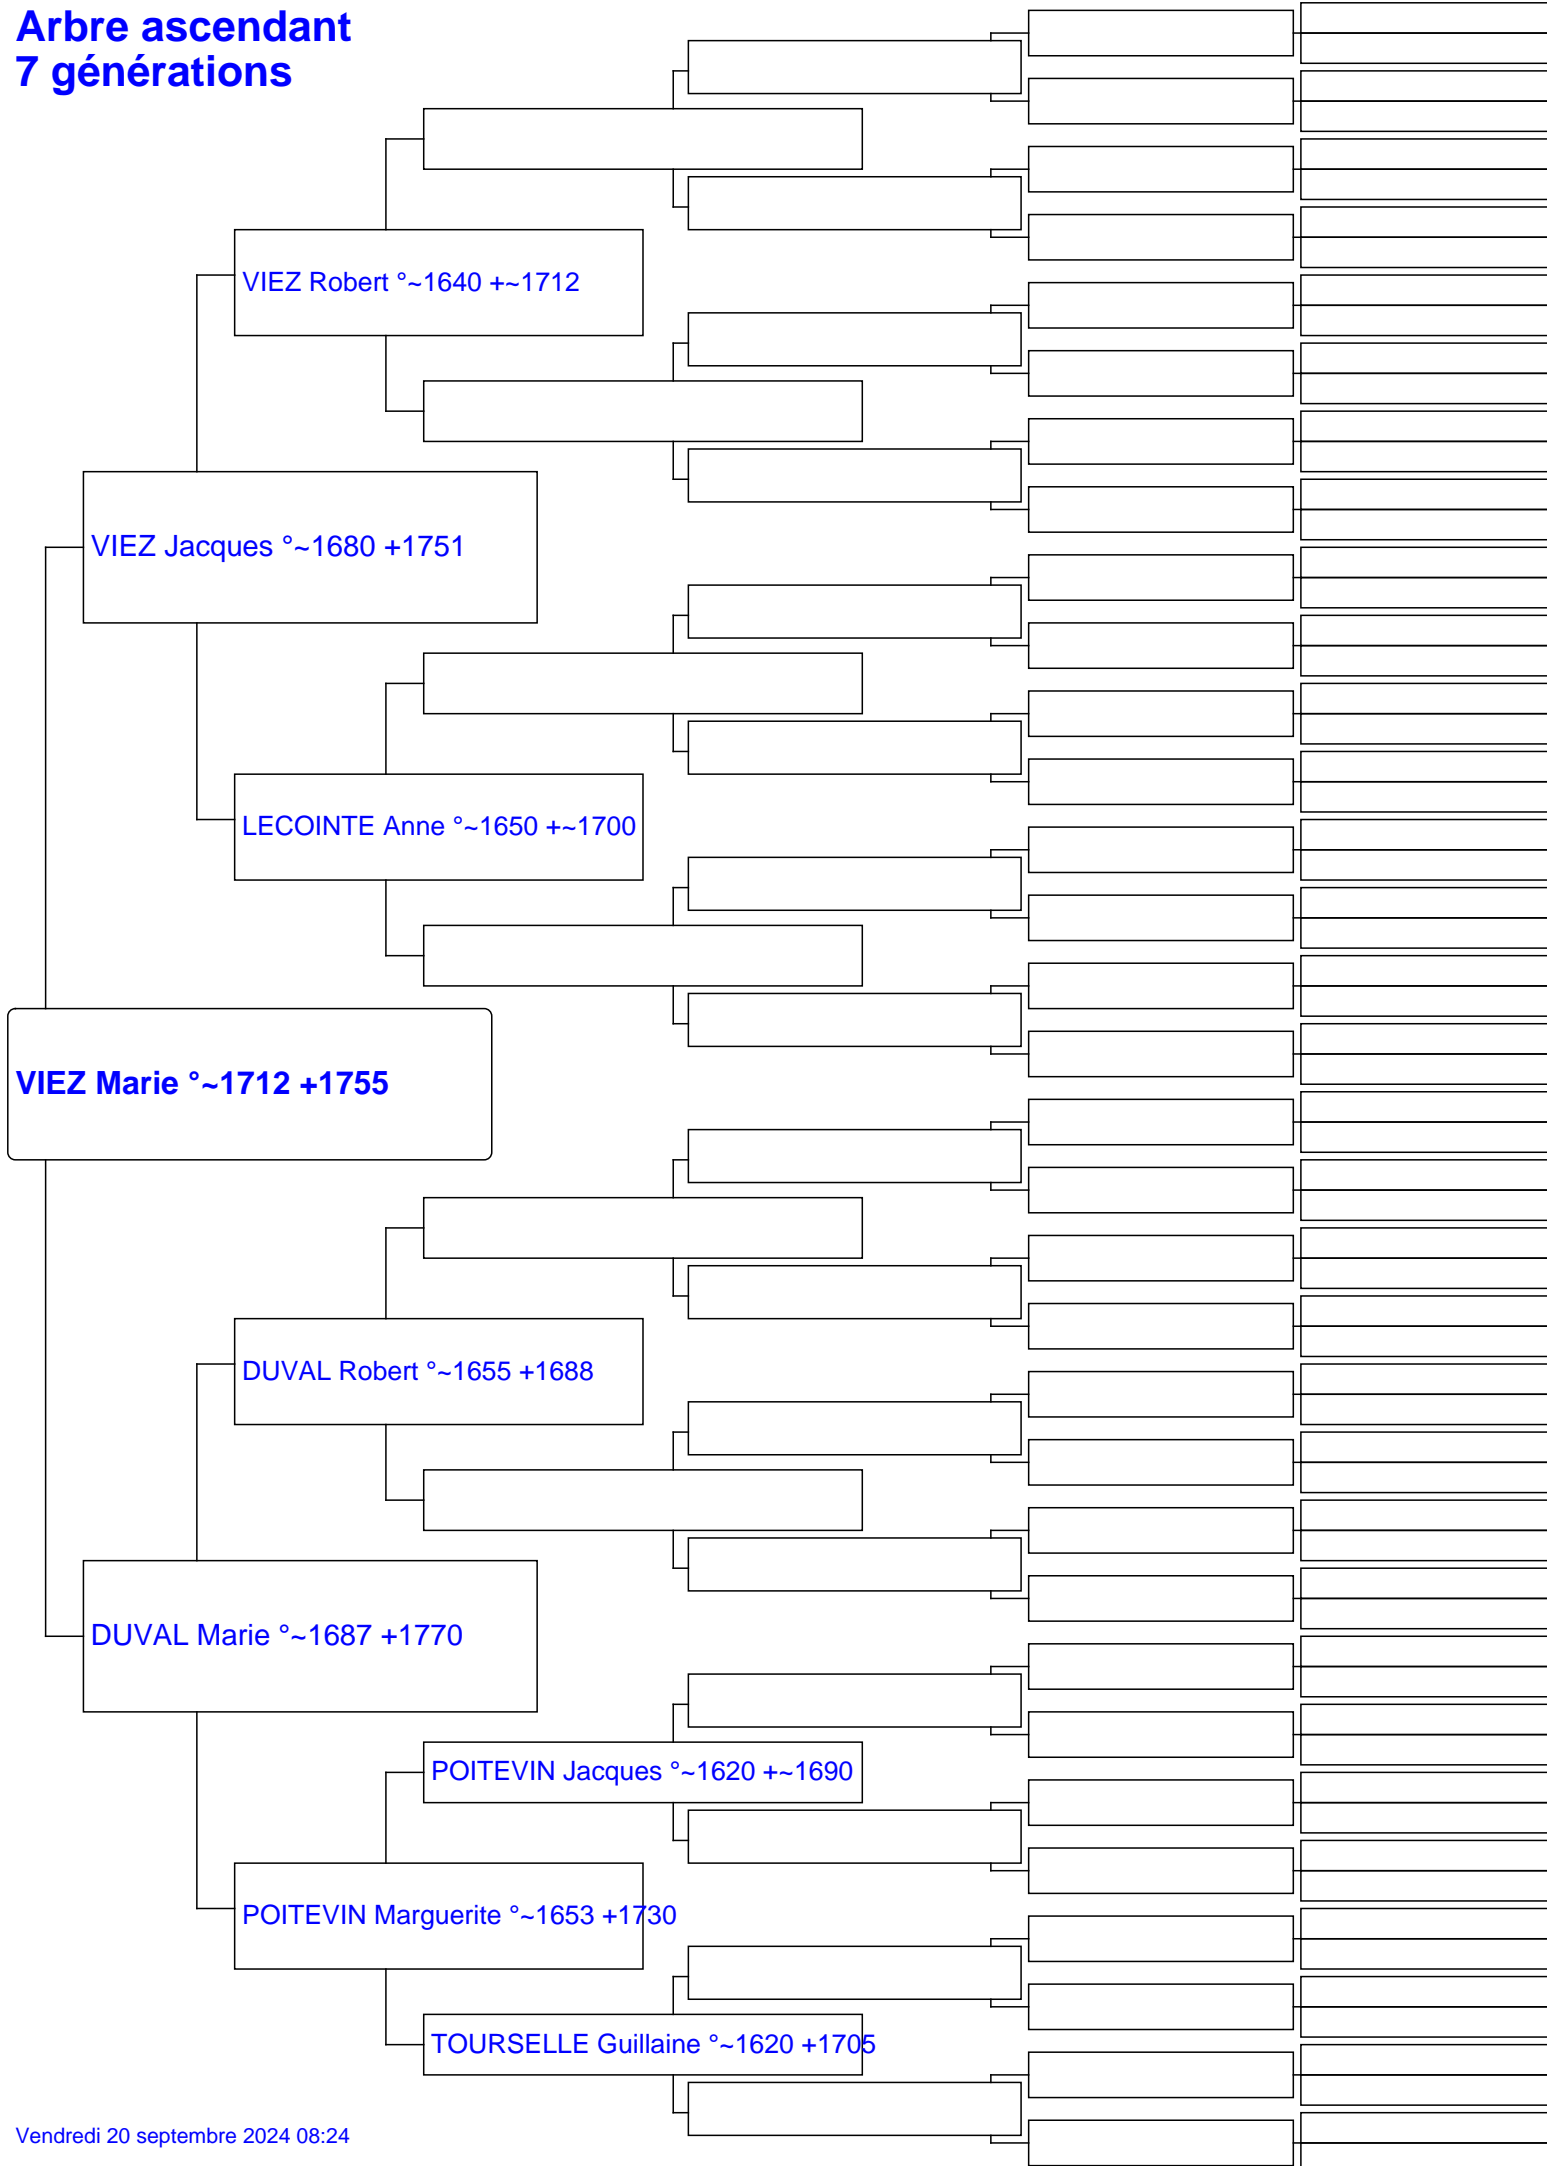 Arbre ascendant
7 générations
VIEZ Robert °~1640 +~1712
VIEZ Jacques °~1680 +1751
LECOINTE Anne °~1650 +~1700
VIEZ Marie °~1712 +1755
DUVAL Robert °~1655 +1688
DUVAL Marie °~1687 +1770
POITEVIN Jacques °~1620 +~1690
POITEVIN Marguerite °~1653 +1730
TOURSELLE Guillaine °~1620 +1705
Vendredi 20 septembre 2024 08:24